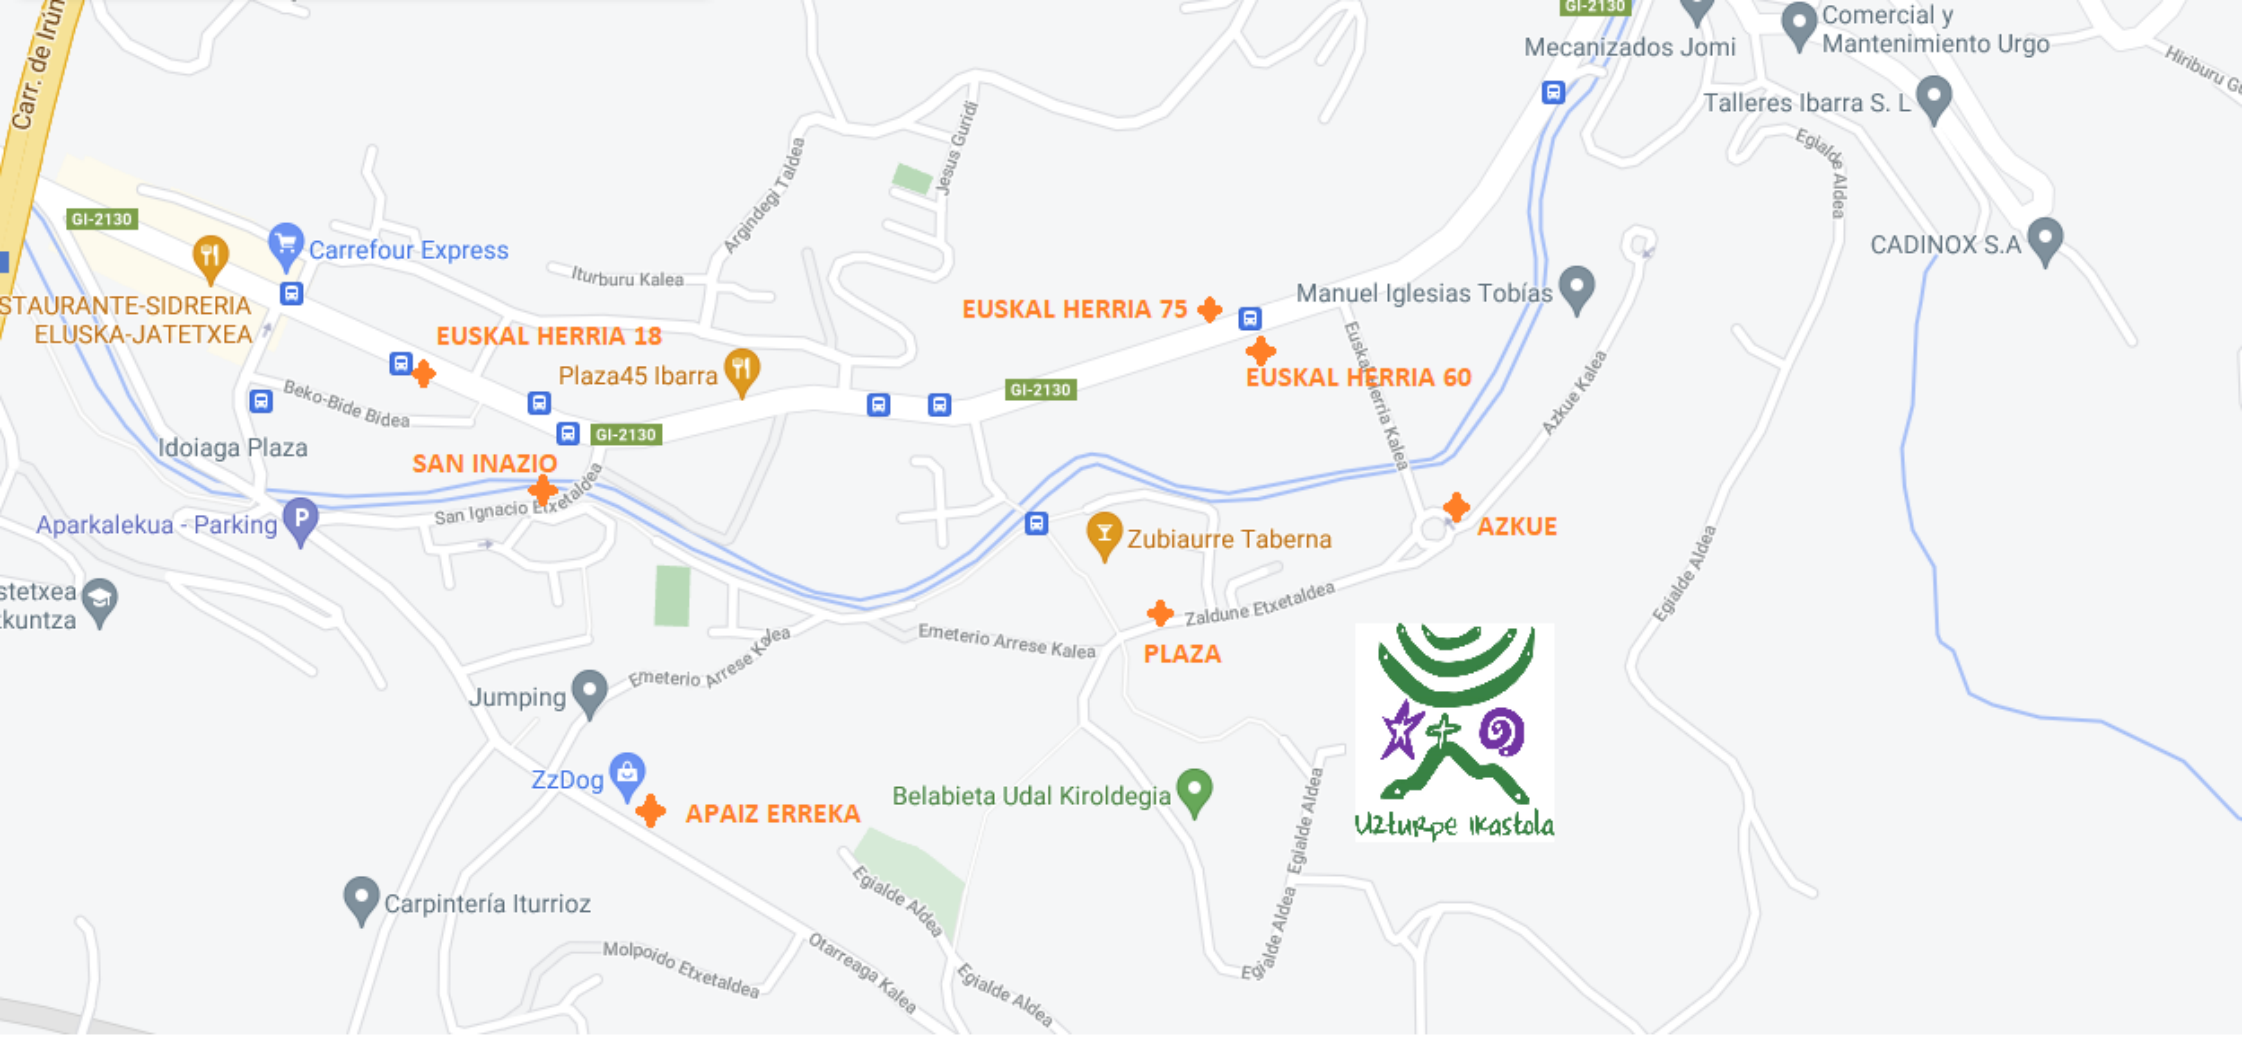 Carr. de Irún
GI-2130
Mecanizados Jomi
Comercial y
Mantenimiento Urgo
Hiriburu Gu
Talleres Ibarra S. L
Egialde Aldea
Jesus Guridi
Argindegi Taldea
GI-2130
Carrefour Express
CADINOX S.A
Iturburu Kalea
STAURANTE-SIDRERIA
ELUSKA-JATETXEA
EUSKAL HERRIA 75
Manuel Iglesias Tobías
EUSKAL HERRIA 18
Plaza45 Ibarra
EUSKAL HERRIA 60
GI-2130
Euskal Herria Kalea
Azkue Kalea
Beko-Bide Bidea
GI-2130
Idoiaga Plaza
SAN INAZIO
San Ignacio Etxetaldea
Aparkalekua - Parking
P
AZKUE
Zubiaurre Taberna
Egialde Aldea
stetxea
kuntza
Zaldune Etxetaldea
Emeterio Arrese Kalea
Emeterio Arrese Kalea
PLAZA
Jumping
ZzDog
APAIZ ERREKA
Belabieta Udal Kiroldegia
Egialde Aldea
Uzturpe Ikastola
Carpintería Iturrioz
Egialde Aldea
Egialde Aldea
Molpoido Etxetaldea
Otarreaga Kalea
Egialde Aldea